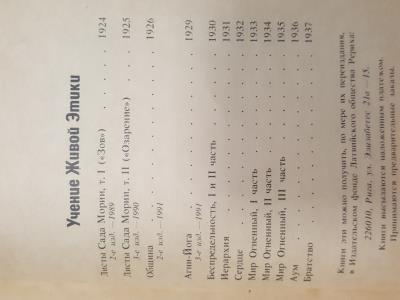 Учение Живой Этики
Листы Сада Мории, т. I («Зов») . . . . 1924
2-е изд. — 1989
Листы Сада Мории, т. II («Озарение») . . . . 1925
3-е изд. — 1990
Община . . . . . . . . . . 1926
2-е изд. — 1991
Агни-Йога . . . . . . . . . . 1929
3-е изд. — 1991
Беспредельность, I и II часть . . . . . 1930
Иерархия . . . . . . . . . . 1931
Сердце . . . . . . . . . . 1932
Мир Огненный, I часть . . . . . . 1933
Мир Огненный, II часть . . . . . . 1934
Мир Огненный, III часть . . . . . . 1935
Аум . . . . . . . . . . 1936
Братство . . . . . . . . . . 1937
Книги эти можно получить, по мере их переиздания,
в Издательском фонде Латвийского общества Рериха:
226010, Рига, ул. Элизабетес 21а — 15.
Книги высылаются наложенным платежом.
Принимаются предварительные заказы.